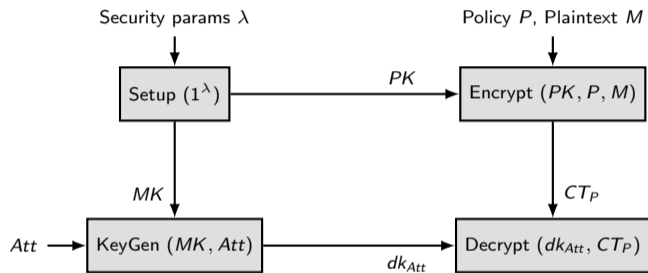 Security params λ
Policy P, Plaintext M
Setup (1^λ)
PK
Encrypt (PK, P, M)
MK
CT_P
Att
KeyGen (MK, Att)
dk_Att
Decrypt (dk_Att, CT_P)